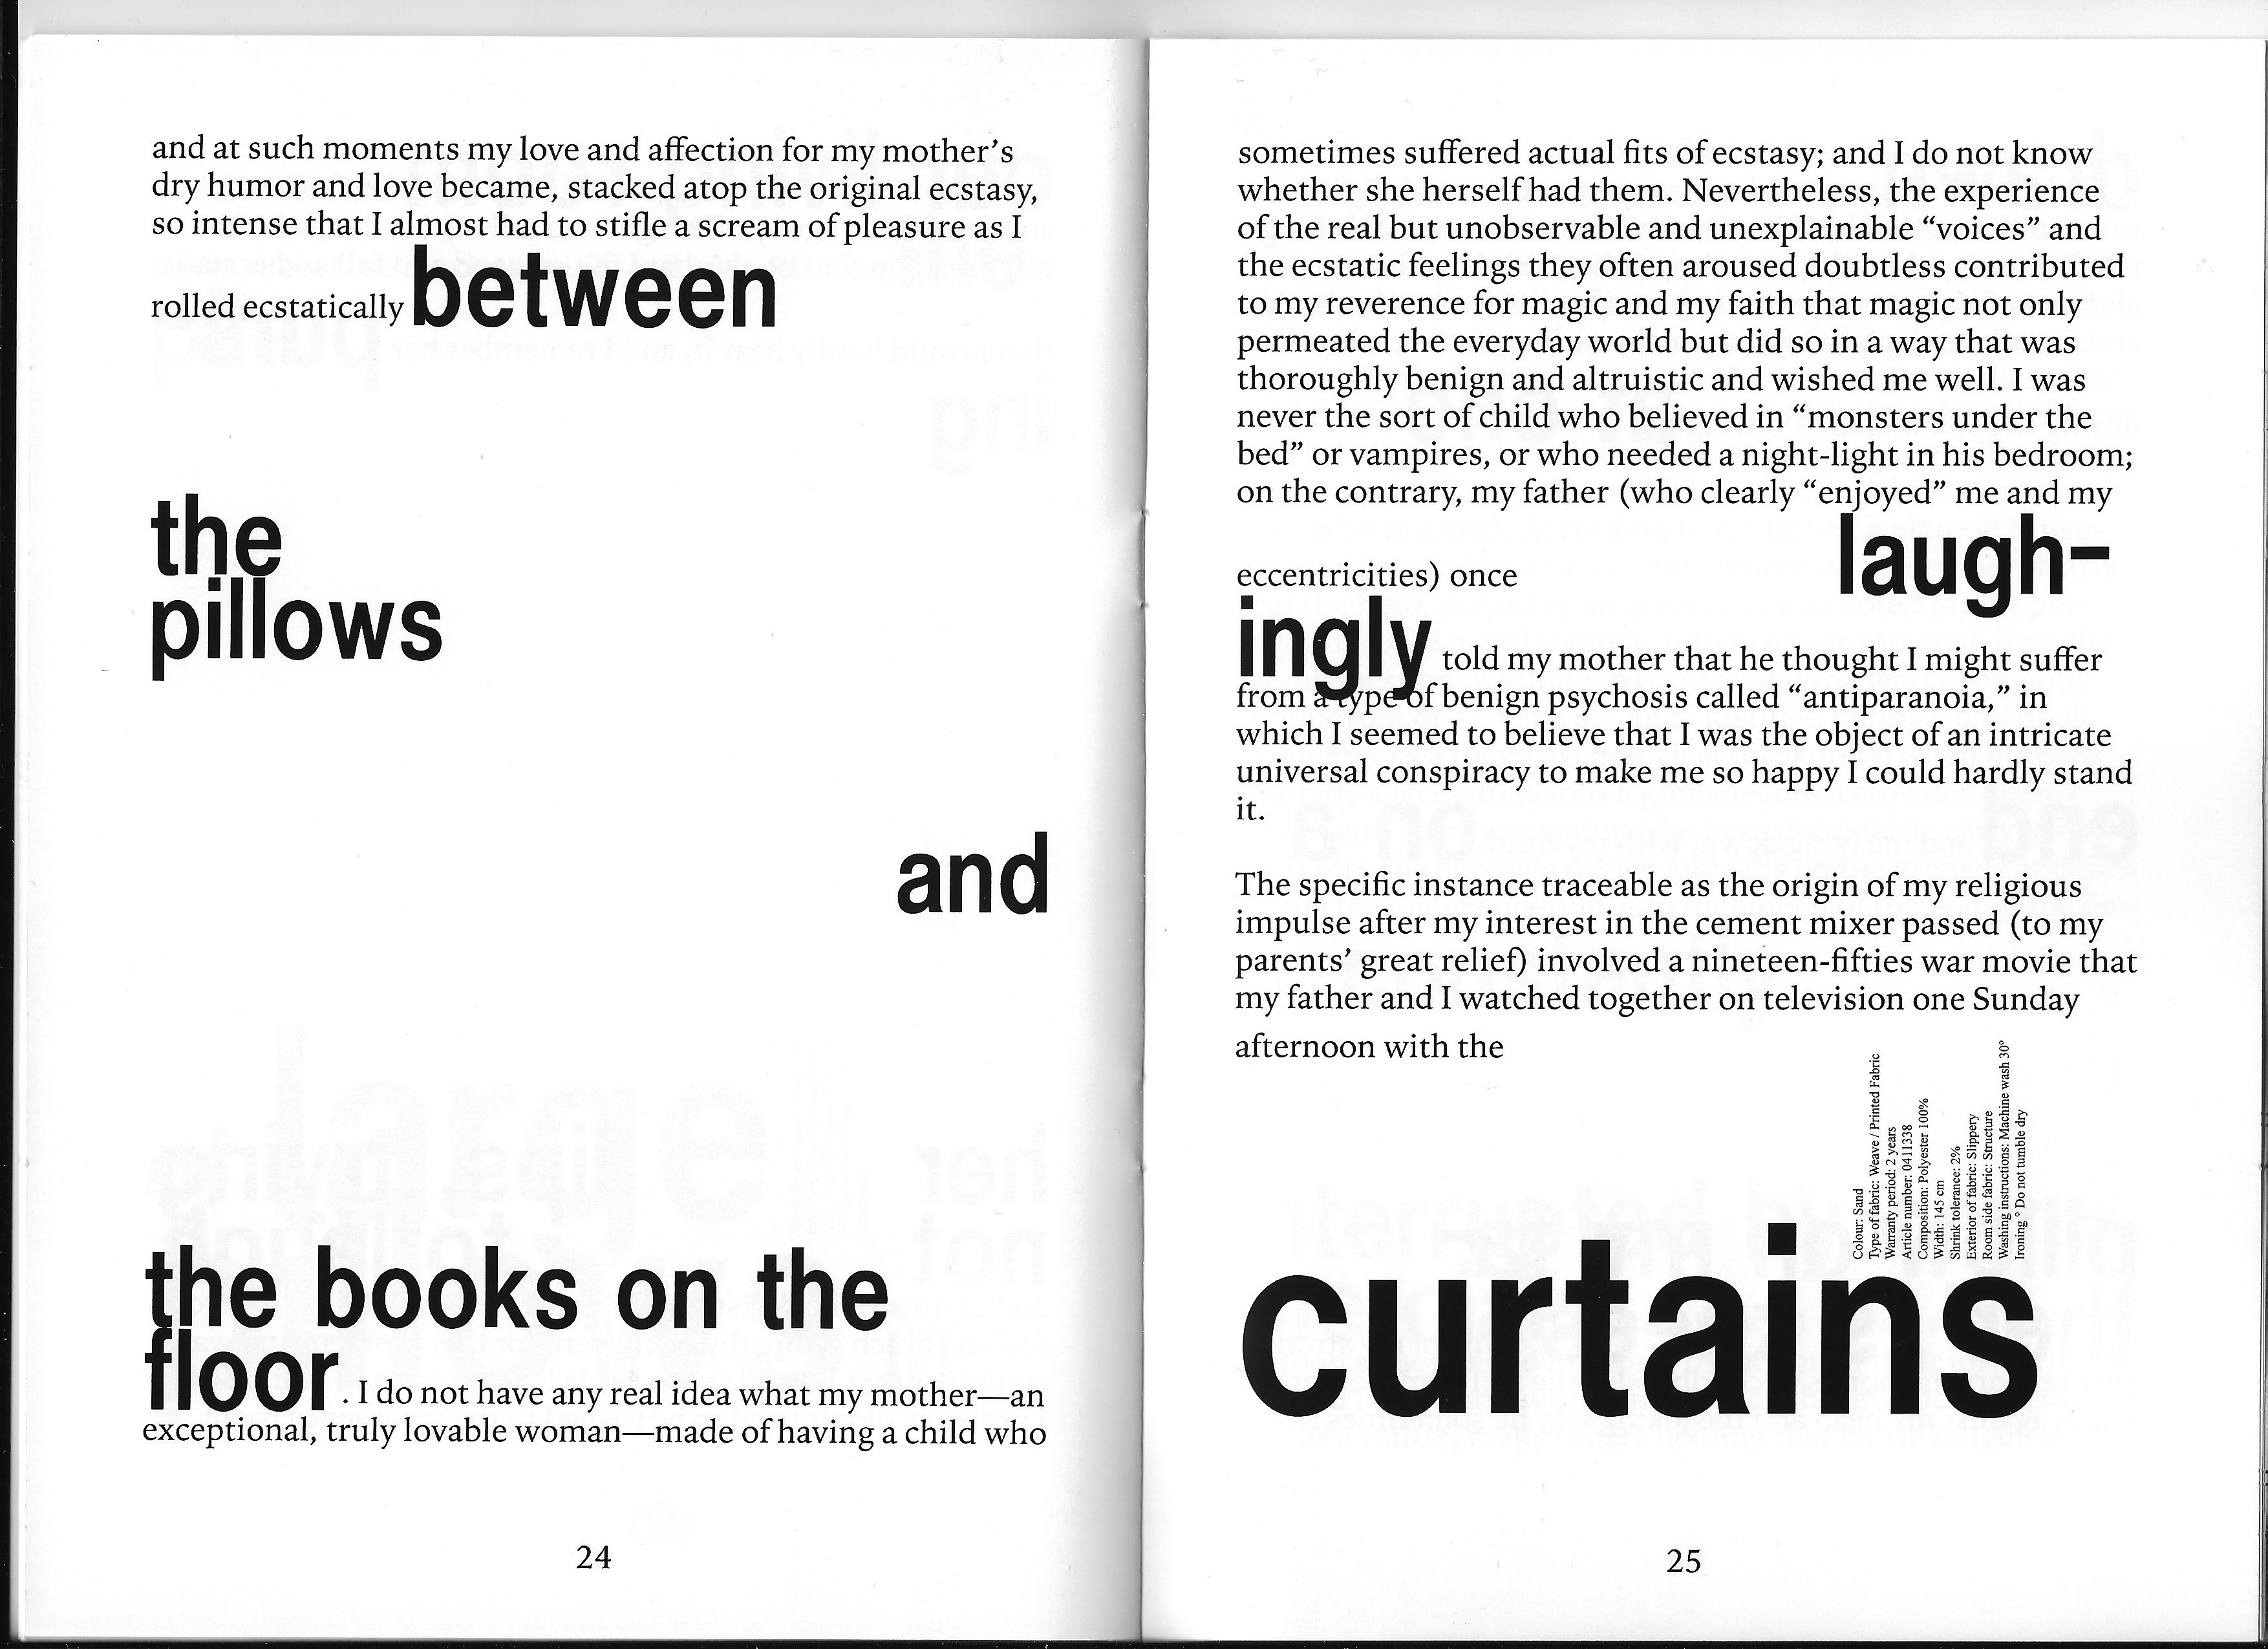 and at such moments my love and affection for my mother's
dry humor and love became, stacked atop the original ecstasy,
so intense that I almost had to stifle a scream of pleasure as I
rolled ecstatically between
the
pillows
and
the books on the
floor. I do not have any real idea what my mother—an
exceptional, truly lovable woman—made of having a child who
24
sometimes suffered actual fits of ecstasy; and I do not know
whether she herself had them. Nevertheless, the experience
of the real but unobservable and unexplainable “voices” and
the ecstatic feelings they often aroused doubtless contributed
to my reverence for magic and my faith that magic not only
permeated the everyday world but did so in a way that was
thoroughly benign and altruistic and wished me well. I was
never the sort of child who believed in “monsters under the
bed” or vampires, or who needed a night-light in his bedroom;
on the contrary, my father (who clearly “enjoyed” me and my
eccentricities) once laugh-
ingly told my mother that he thought I might suffer
from a type of benign psychosis called “antiparanoia,” in
which I seemed to believe that I was the object of an intricate
universal conspiracy to make me so happy I could hardly stand
it.
The specific instance traceable as the origin of my religious
impulse after my interest in the cement mixer passed (to my
parents’ great relief) involved a nineteen-fifties war movie that
my father and I watched together on television one Sunday
afternoon with the
Colour: Sand
Type of fabric: Weave / Printed Fabric
Warranty period: 2 years
Article number: 0411338
Composition: Polyester 100%
Width: 145 cm
Shrink tolerance: 2%
Exterior of fabric: Slippery
Room side fabric: Structure
Washing instructions: Machine wash 30°
Ironing ° Do not tumble dry
curtains
25